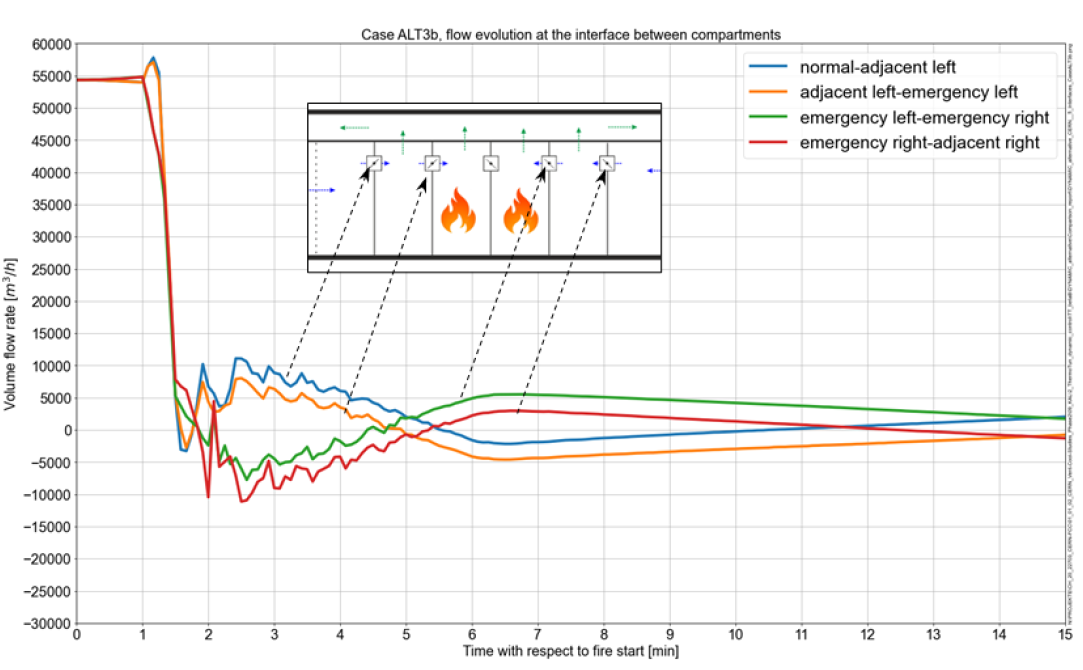 Case ALT3b, flow evolution at the interface between compartments
60000
55000
50000
45000
40000
35000
30000
25000
20000
15000
10000
5000
0
−5000
−10000
−15000
−20000
−25000
−30000
Volume flow rate [m³/h]
normal-adjacent left
adjacent left-emergency left
emergency left-emergency right
emergency right-adjacent right
0 1 2 3 4 5 6 7 8 9 10 11 12 13 14 15
Time with respect to fire start [min]